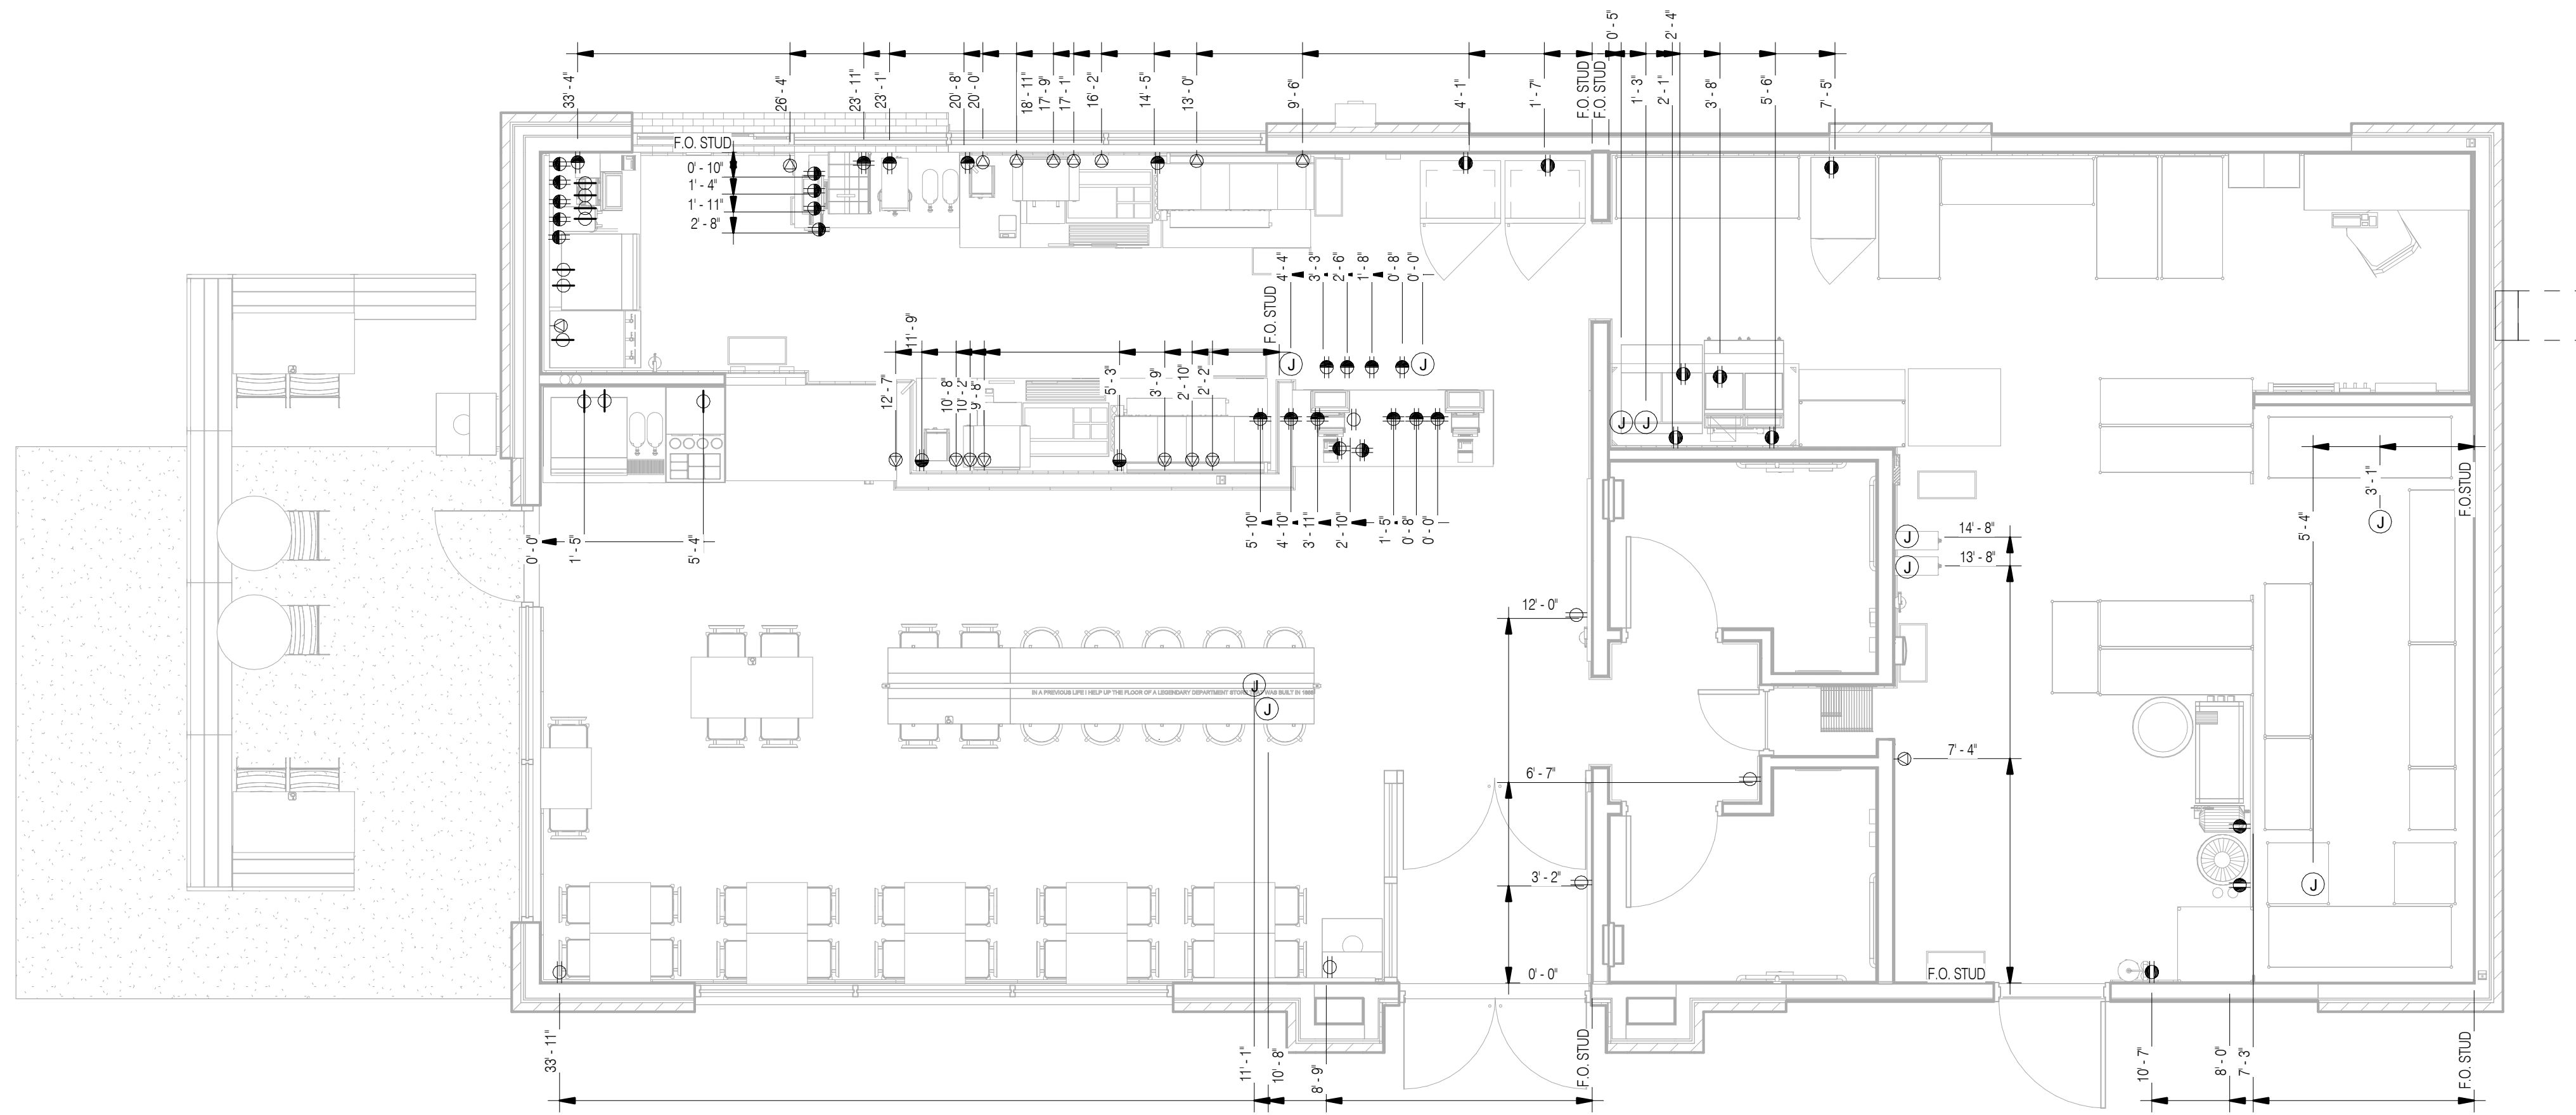 33' - 4"
26' - 4"
23' - 11"
23' - 1"
20' - 8"
20' - 0"
18' - 11"
17' - 9"
17' - 1"
16' - 2"
14' - 5"
13' - 0"
9' - 6"
4' - 1"
1' - 7"
F.O. STUD
F.O. STUD
0' - 5"
1' - 3"
2' - 1"
2' - 4"
3' - 8"
5' - 6"
7' - 5"
F.O. STUD
0' - 10"
1' - 4"
1' - 11"
2' - 8"
4' - 4"
3' - 3"
2' - 6"
1' - 8"
0' - 8"
0' - 0"
F.O. STUD
12' - 7"
11' - 9"
10' - 8"
10' - 2"
9' - 8"
5' - 3"
3' - 9"
2' - 10"
2' - 2"
J
J
J
J
5' - 10"
4' - 10"
3' - 11"
2' - 10"
1' - 5"
0' - 8"
0' - 0"
0' - 0"
1' - 5"
5' - 4"
5' - 4"
3' - 1"
F.O.STUD
J
J
14' - 8"
J
13' - 8"
12' - 0"
J
IN A PREVIOUS LIFE I HELP UP THE FLOOR OF A LEGENDARY DEPARTMENT
WAS BUILT IN
J
7' - 4"
6' - 7"
3' - 2"
J
0' - 0"
F.O. STUD
33' - 11"
11' - 1"
10' - 8"
8' - 9"
F.O. STUD
10' - 7"
8' - 0"
7' - 3"
F.O. STUD